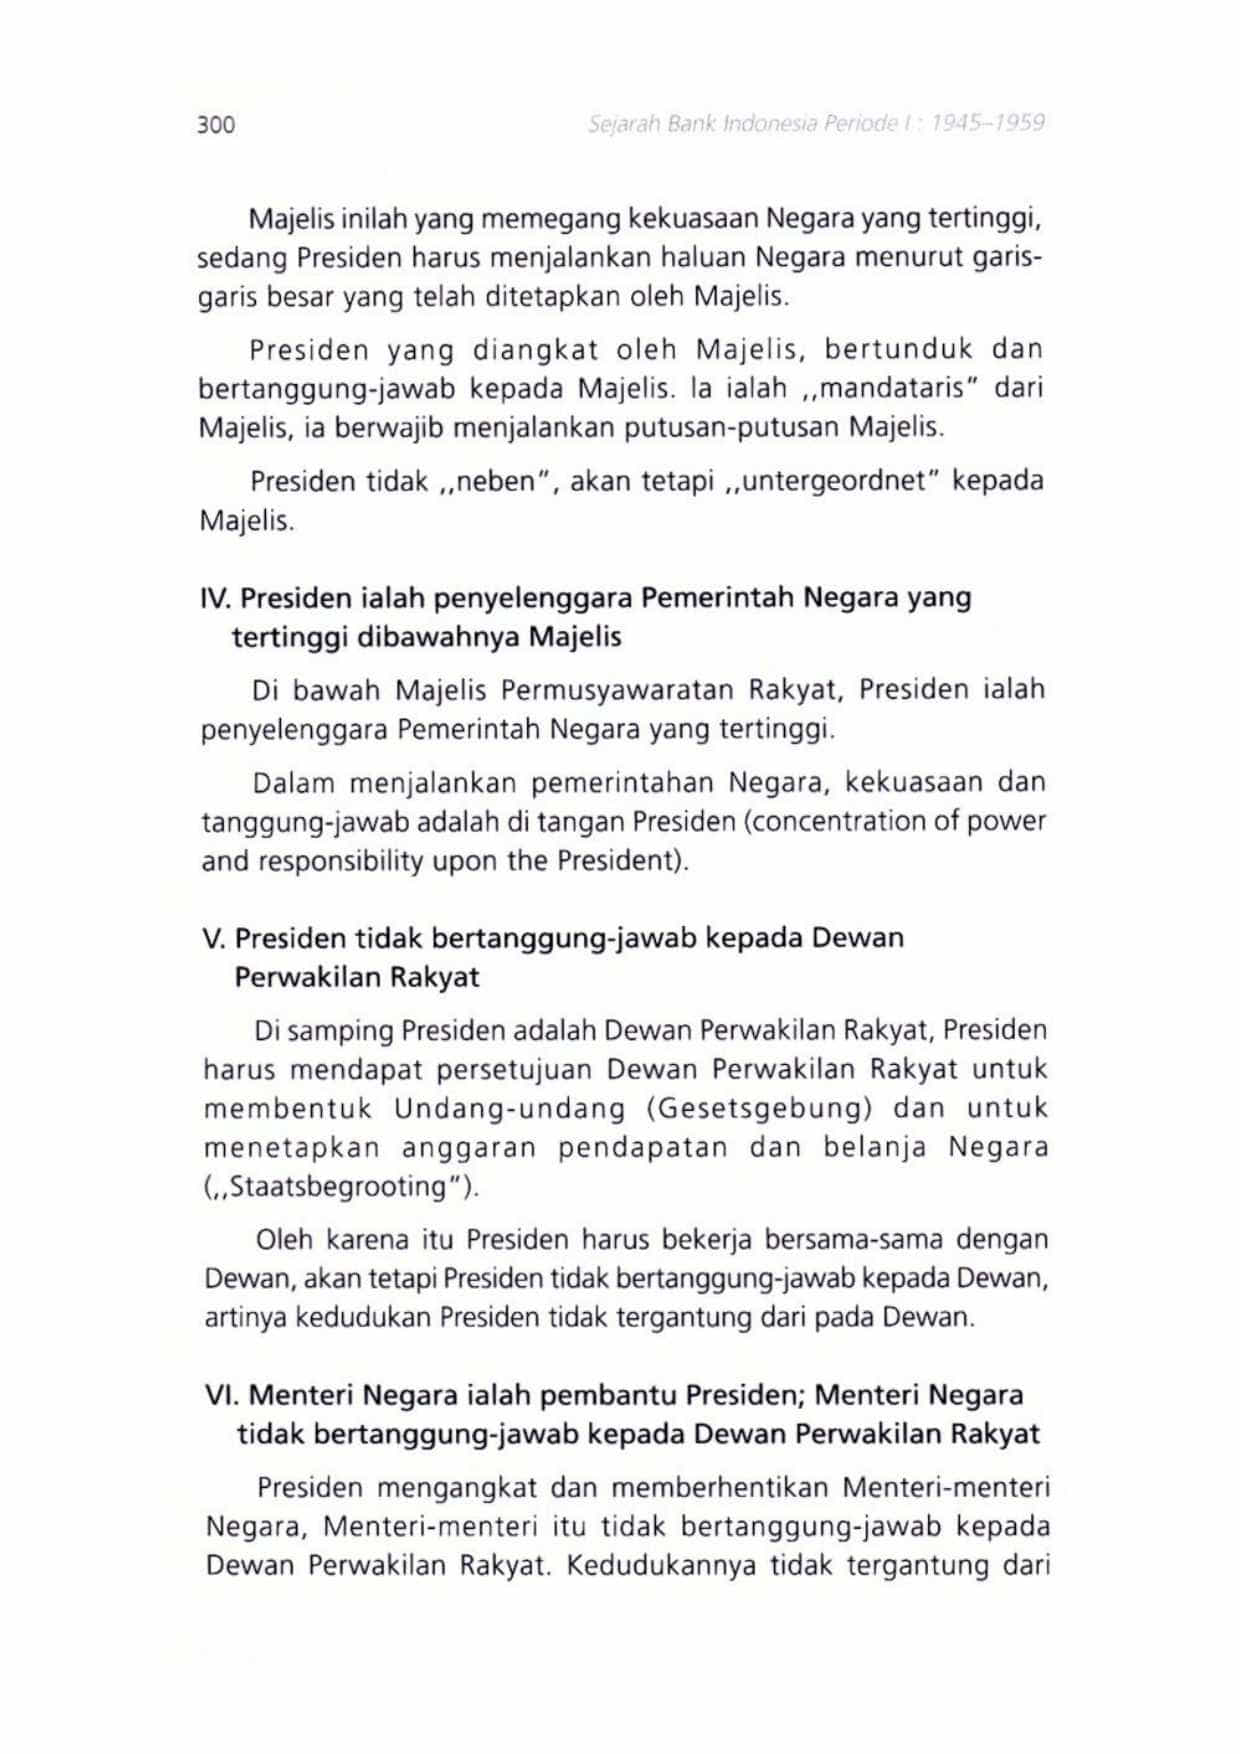 300
Sejarah Bank Indonesia Periode I : 1945–1959
Majelis inilah yang memegang kekuasaan Negara yang tertinggi,
sedang Presiden harus menjalankan haluan Negara menurut garis-
garis besar yang telah ditetapkan oleh Majelis.
Presiden yang diangkat oleh Majelis, bertunduk dan
bertanggung-jawab kepada Majelis. Ia ialah ,,mandataris" dari
Majelis, ia berwajib menjalankan putusan-putusan Majelis.
Presiden tidak ,,neben", akan tetapi ,,untergeordnet" kepada
Majelis.
IV. Presiden ialah penyelenggara Pemerintah Negara yang
tertinggi dibawahnya Majelis
Di bawah Majelis Permusyawaratan Rakyat, Presiden ialah
penyelenggara Pemerintah Negara yang tertinggi.
Dalam menjalankan pemerintahan Negara, kekuasaan dan
tanggung-jawab adalah di tangan Presiden (concentration of power
and responsibility upon the President).
V. Presiden tidak bertanggung-jawab kepada Dewan
Perwakilan Rakyat
Di samping Presiden adalah Dewan Perwakilan Rakyat, Presiden
harus mendapat persetujuan Dewan Perwakilan Rakyat untuk
membentuk Undang-undang (Gesetsgebung) dan untuk
menetapkan anggaran pendapatan dan belanja Negara
(,,Staatsbegrooting").
Oleh karena itu Presiden harus bekerja bersama-sama dengan
Dewan, akan tetapi Presiden tidak bertanggung-jawab kepada Dewan,
artinya kedudukan Presiden tidak tergantung dari pada Dewan.
VI. Menteri Negara ialah pembantu Presiden; Menteri Negara
tidak bertanggung-jawab kepada Dewan Perwakilan Rakyat
Presiden mengangkat dan memberhentikan Menteri-menteri
Negara, Menteri-menteri itu tidak bertanggung-jawab kepada
Dewan Perwakilan Rakyat. Kedudukannya tidak tergantung dari